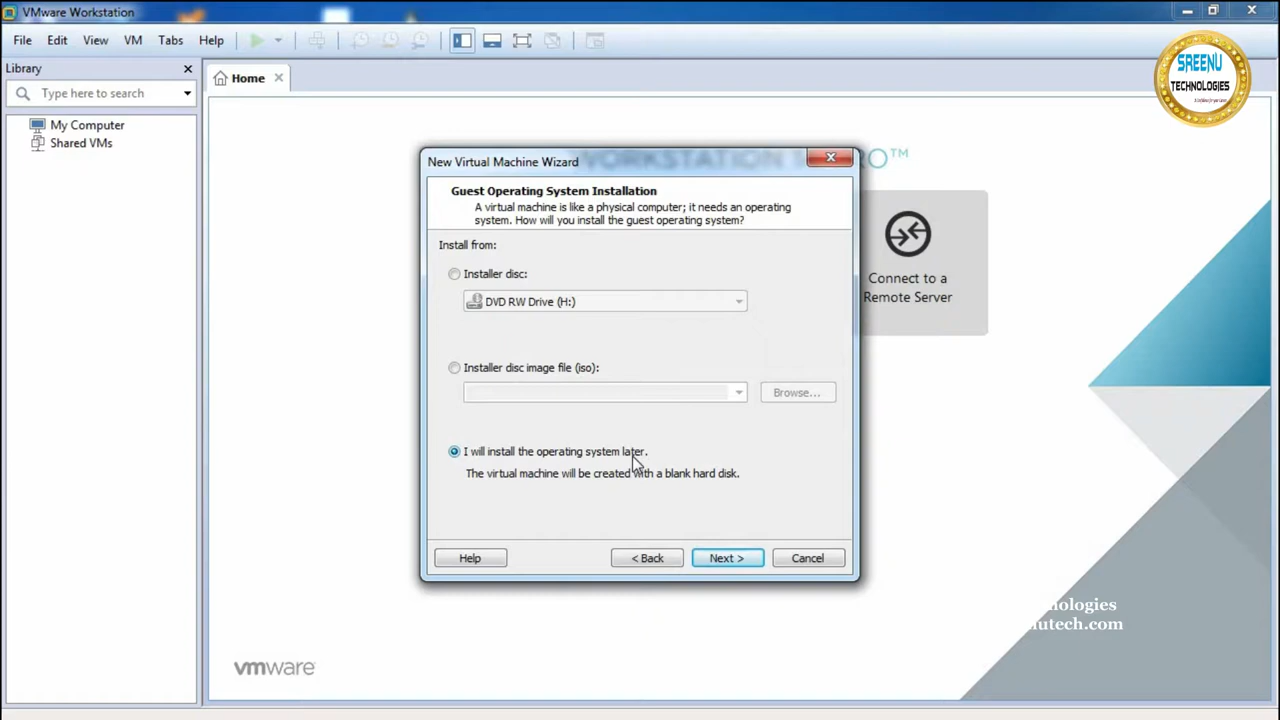 VMware Workstation
File Edit View VM Tabs Help
Library
Home
Type here to search
My Computer
Shared VMs
SREENU
TECHNOLOGIES
WORKSTATION RO™
New Virtual Machine Wizard
Guest Operating System Installation
A virtual machine is like a physical computer; it needs an operating
system. How will you install the guest operating system?
Install from:
Installer disc:
DVD RW Drive (H:)
Connect to a
Remote Server
Installer disc image file (iso):
Browse...
I will install the operating system later.
The virtual machine will be created with a blank hard disk.
Help < Back Next > Cancel
nologies
nutech.com
vmware